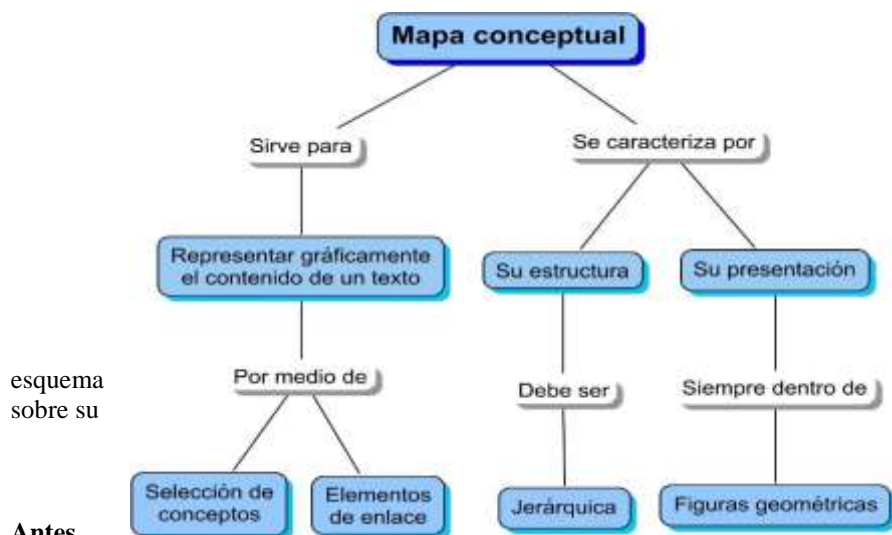 Mapa conceptual
Sirve para
Se caracteriza por
Representar gráficamente
el contenido de un texto
Su estructura
Su presentación
esquema
sobre su
Por medio de
Debe ser
Siempre dentro de
Selección de
conceptos
Elementos
de enlace
Jerárquica
Figuras geométricas
Antes